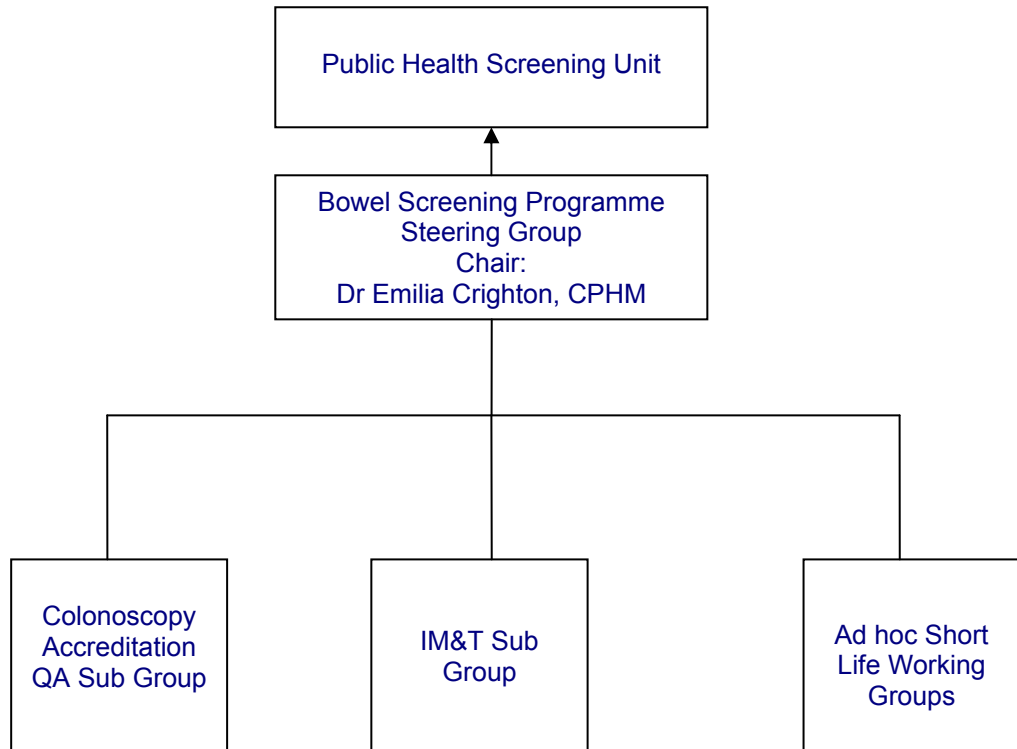 Public Health Screening Unit
Bowel Screening Programme
Steering Group
Chair:
Dr Emilia Crighton, CPHM
Colonoscopy
Accreditation
QA Sub Group
IM&T Sub
Group
Ad hoc Short
Life Working
Groups